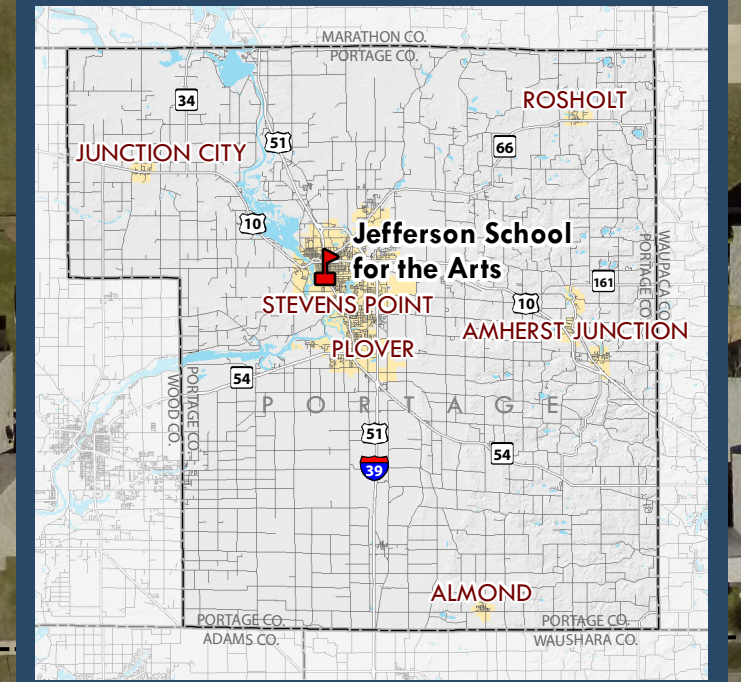 MARATHON CO.
PORTAGE CO.
34
ROSHOLT
51
66
JUNCTION CITY
10
Jefferson School
for the Arts
WAUPACA CO.
PORTAGE CO.
161
STEVENS POINT
10
AMHERST JUNCTION
PLOVER
54
PORTAGE CO.
WOOD CO.
PORTAGE
51
54
39
ALMOND
PORTAGE CO.
ADAMS CO.
PORTAGE CO.
WAUSHARA CO.